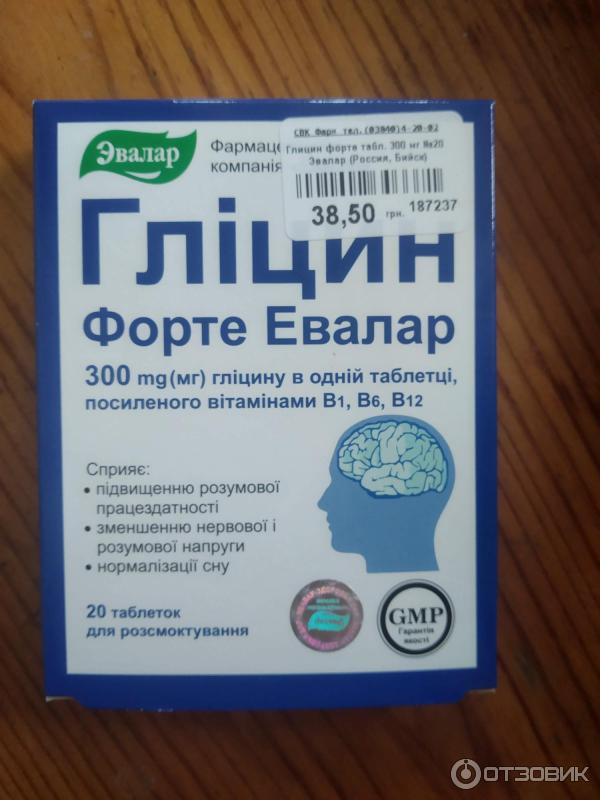 СВК Фарм тел.(03840)4-20-02
Глицин форте табл. 300 мг №20
Эвалар (Россия, Бийск)
38,50 грн. 187237
Эвалар
компанія
Гліцин
Форте Евалар
300 mg(мг) гліцину в одній таблетці,
посиленого вітамінами B1, B6, B12
Сприяє:
• підвищенню розумової
працездатності
• зменшенню нервової і
розумової напруги
• нормалізації сну
20 таблеток
для розсмоктування
GMP
Гарантія
якості
ОТЗОВИК